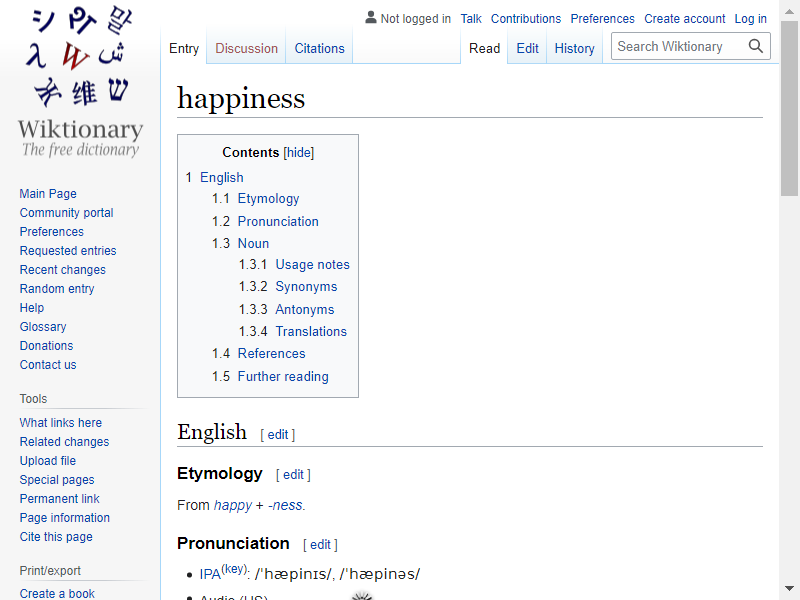 Not logged in Talk Contributions Preferences Create account Log in
Entry Discussion Citations Read Edit History Search Wiktionary
シ 말
λ W ش
维 ש
Wiktionary
The free dictionary
Main Page
Community portal
Preferences
Requested entries
Recent changes
Random entry
Help
Glossary
Donations
Contact us
Tools
What links here
Related changes
Upload file
Special pages
Permanent link
Page information
Cite this page
Print/export
Create a book
happiness
Contents [hide]
1 English
1.1 Etymology
1.2 Pronunciation
1.3 Noun
1.3.1 Usage notes
1.3.2 Synonyms
1.3.3 Antonyms
1.3.4 Translations
1.4 References
1.5 Further reading
English [ edit ]
Etymology [ edit ]
From happy + -ness.
Pronunciation [ edit ]
• IPA(key): /ˈhæpinɪs/, /ˈhæpinəs/
• Audio (US)